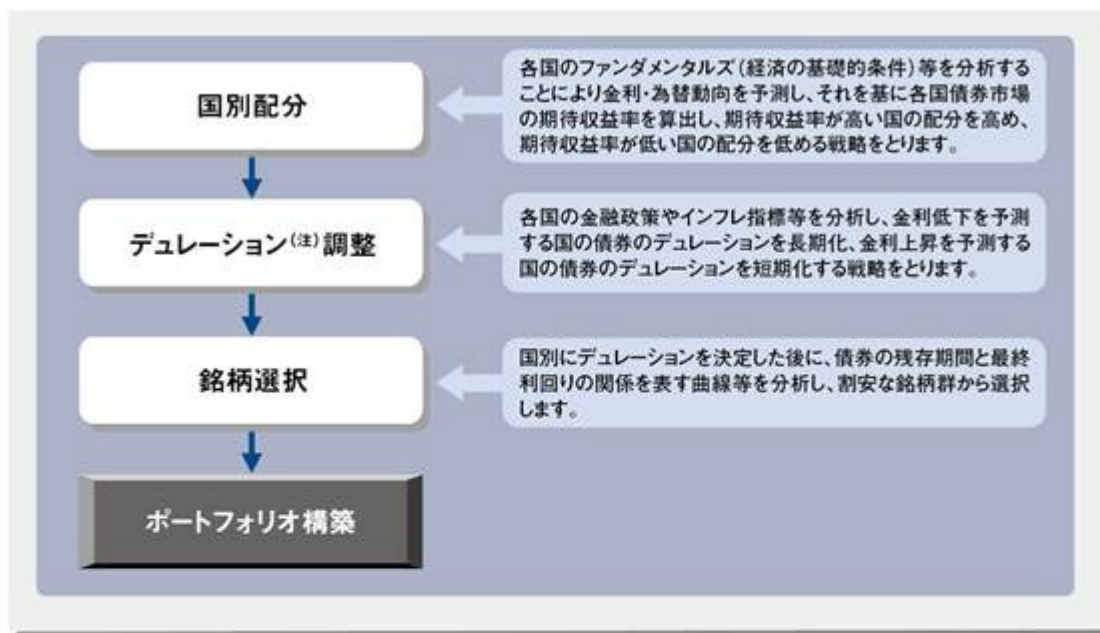 国別配分
各国のファンダメンタルズ(経済の基礎的条件)等を分析する
ことにより金利・為替動向を予測し、それを基に各国債券市場
の期待収益率を算出し、期待収益率が高い国の配分を高め、
期待収益率が低い国の配分を低める戦略をとります。
デュレーション(注)調整
各国の金融政策やインフレ指標等を分析し、金利低下を予測
する国の債券のデュレーションを長期化、金利上昇を予測する
国の債券のデュレーションを短期化する戦略をとります。
銘柄選択
国別にデュレーションを決定した後に、債券の残存期間と最終
利回りの関係を表す曲線等を分析し、割安な銘柄群から選択
します。
ポートフォリオ構築